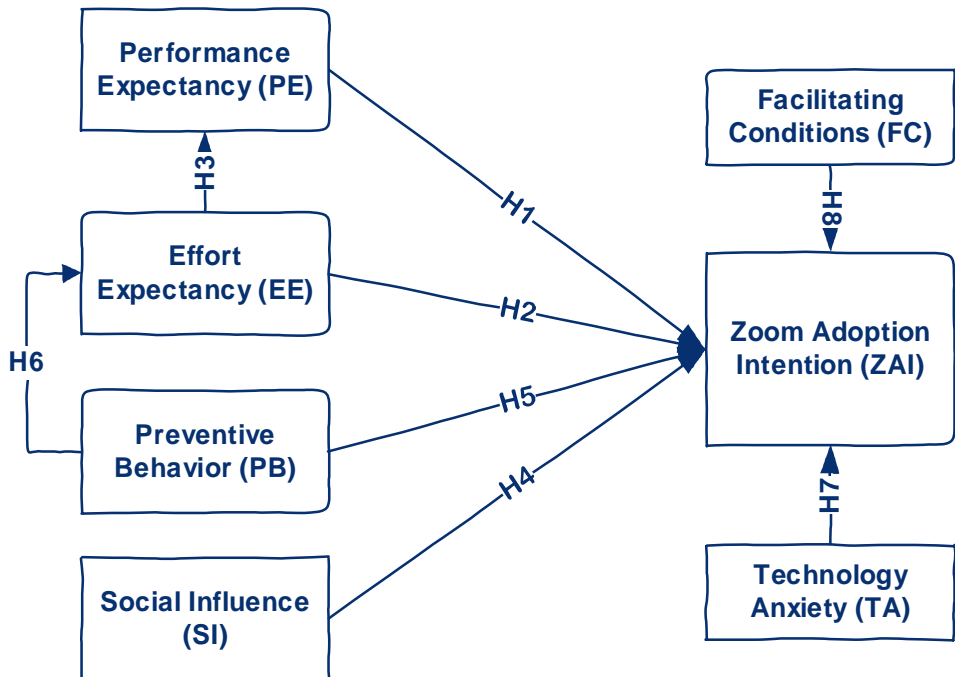 Performance
Expectancy (PE)
Facilitating
Conditions (FC)
H3
H1
H8
Effort
Expectancy (EE)
H2
Zoom Adoption
Intention (ZAI)
H6
H5
Preventive
Behavior (PB)
H4
H7
Social Influence
(SI)
Technology
Anxiety (TA)